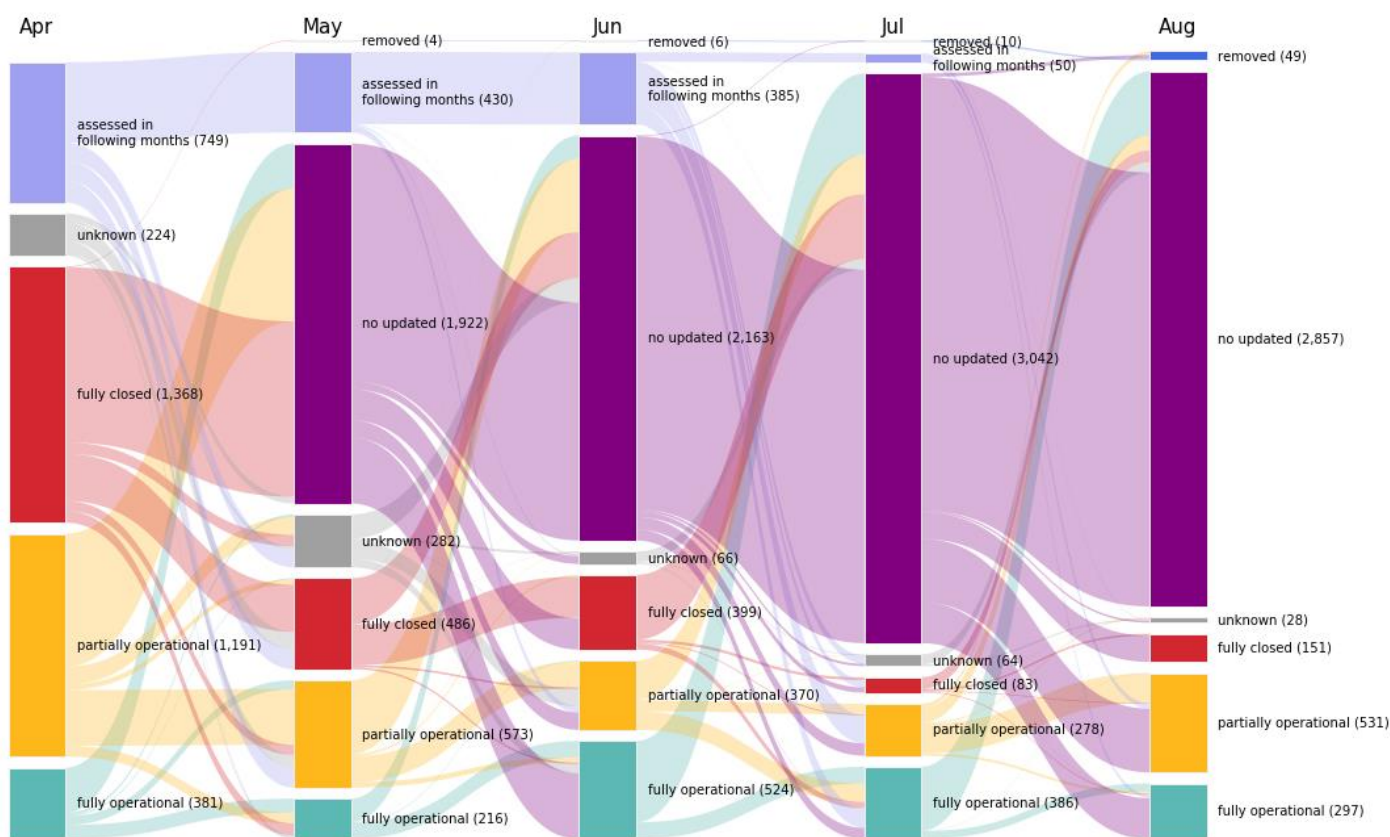 Apr
May
Jun
Jul
Aug
assessed in
following months (749)
unknown (224)
fully closed (1,368)
partially operational (1,191)
fully operational (381)
removed (4)
assessed in
following months (430)
no updated (1,922)
unknown (282)
fully closed (486)
partially operational (573)
fully operational (216)
removed (6)
assessed in
following months (385)
no updated (2,163)
unknown (66)
fully closed (399)
partially operational (370)
fully operational (524)
removed (10)
assessed in
following months (50)
no updated (3,042)
unknown (64)
fully closed (83)
partially operational (278)
fully operational (386)
removed (49)
no updated (2,857)
unknown (28)
fully closed (151)
partially operational (531)
fully operational (297)